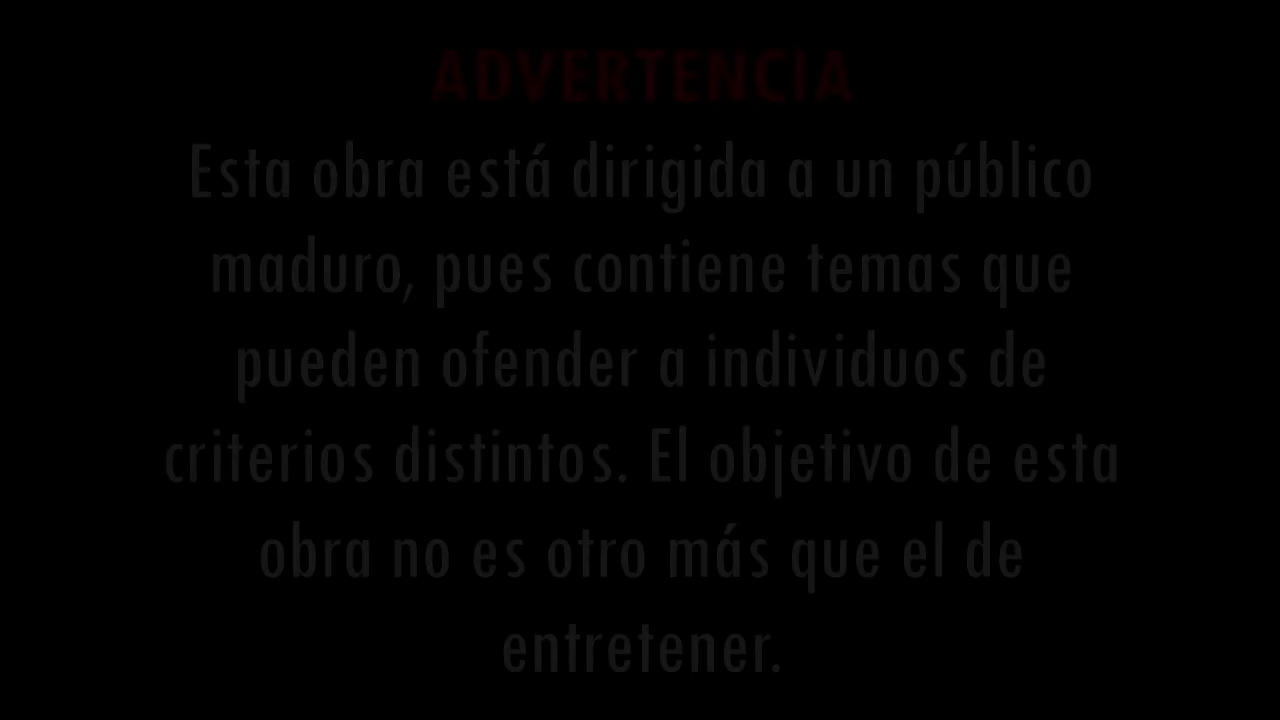 ADVERTENCIA
Esta obra está dirigida a un público
maduro, pues contiene temas que
pueden ofender a individuos de
criterios distintos. El objetivo de esta
obra no es otro más que el de
entretener.